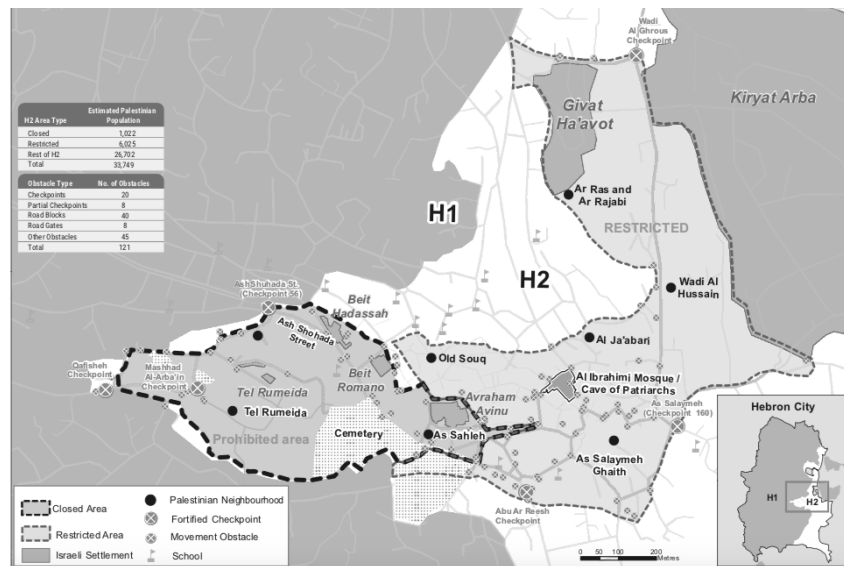 Wadi
Al Ghrous
Checkpoint
Givat
Ha'avot
Kiryat Arba
H2 Area Type Estimated Palestinian Population
Closed 1,022
Restricted 6,025
Rest of H2 26,702
Total 33,749
Obstacle Type No. of Obstacles
Checkpoints 20
Partial Checkpoints 8
Road Blocks 40
Road Gates 8
Other Obstacles 45
Total 121
H1
Ar Ras and
Ar Rajabi
RESTRICTED
H2
Wadi Al
Hussain
Ash Shuhada St.
(Checkpoint 56)
Beit
Hadassah
Ash Shohada
Street
Al Ja'abari
Old Souq
Qafisheh
Checkpoint
Mashhad
Al-Arba'in
Checkpoint
Beit
Romano
Al Ibrahimi Mosque /
Cave of Patriarchs
Tel Rumeida
Avraham
Avinu
As Salaymeh
(Checkpoint 160)
Tel Rumeida
Prohibited area
Cemetery
As Sahleh
As Salaymeh
Ghaith
Abu Ar Reesh
Checkpoint
Closed Area
Restricted Area
Israeli Settlement
Palestinian Neighbourhood
Fortified Checkpoint
Movement Obstacle
School
0 50 100 200
Metres
Hebron City
H1
H2